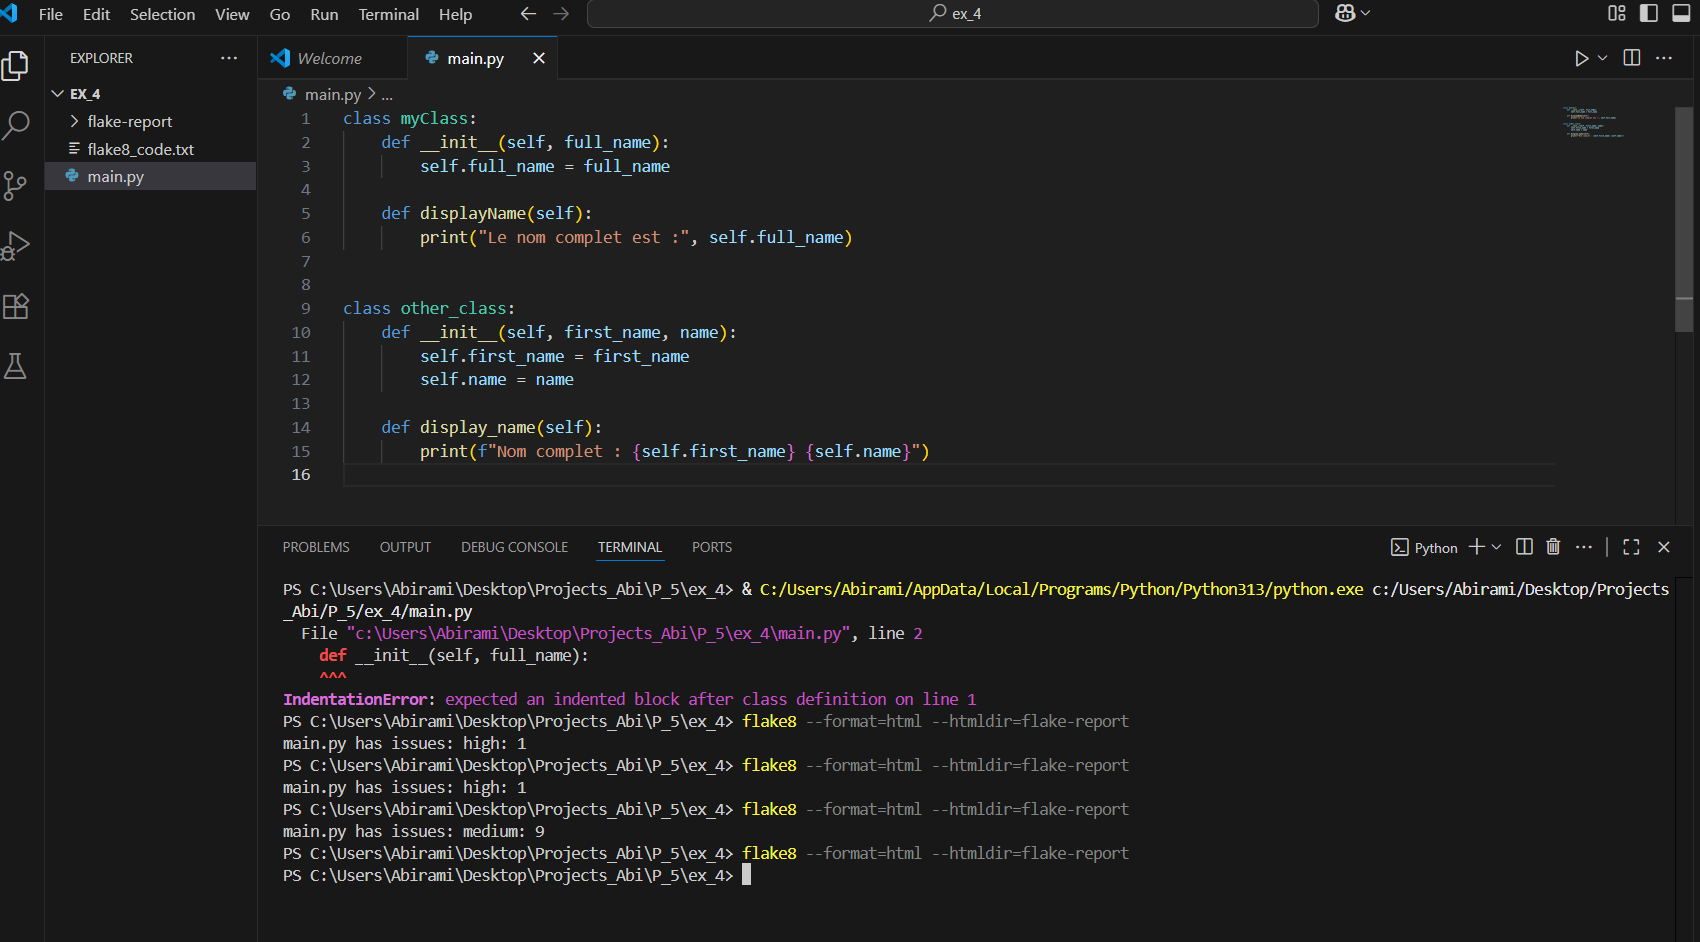 File Edit Selection View Go Run Terminal Help ex_4
EXPLORER
EX_4
flake-report
flake8_code.txt
main.py
Welcome main.py
main.py > ...
1 class myClass:
2 def __init__(self, full_name):
3 self.full_name = full_name
4
5 def displayName(self):
6 print("Le nom complet est :", self.full_name)
7
8
9 class other_class:
10 def __init__(self, first_name, name):
11 self.first_name = first_name
12 self.name = name
13
14 def display_name(self):
15 print(f"Nom complet : {self.first_name} {self.name}")
16
PROBLEMS OUTPUT DEBUG CONSOLE TERMINAL PORTS Python
PS C:\Users\Abirami\Desktop\Projects_Abi\P_5\ex_4> & C:/Users/Abirami/AppData/Local/Programs/Python/Python313/python.exe c:/Users/Abirami/Desktop/Projects
_Abi/P_5/ex_4/main.py
File "c:\Users\Abirami\Desktop\Projects_Abi\P_5\ex_4\main.py", line 2
def __init__(self, full_name):
^^^
IndentationError: expected an indented block after class definition on line 1
PS C:\Users\Abirami\Desktop\Projects_Abi\P_5\ex_4> flake8 --format=html --htmldir=flake-report
main.py has issues: high: 1
PS C:\Users\Abirami\Desktop\Projects_Abi\P_5\ex_4> flake8 --format=html --htmldir=flake-report
main.py has issues: high: 1
PS C:\Users\Abirami\Desktop\Projects_Abi\P_5\ex_4> flake8 --format=html --htmldir=flake-report
main.py has issues: medium: 9
PS C:\Users\Abirami\Desktop\Projects_Abi\P_5\ex_4> flake8 --format=html --htmldir=flake-report
PS C:\Users\Abirami\Desktop\Projects_Abi\P_5\ex_4>